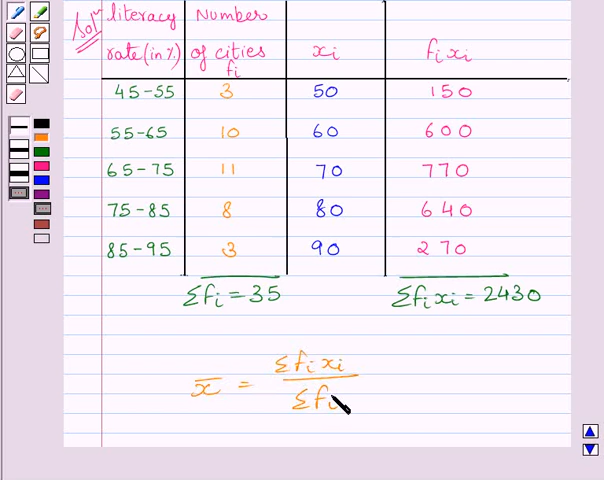 Solⁿ literacy Number
rate (in %) of cities xi fixi
fi
45-55 3 50 150
55-65 10 60 600
65-75 11 70 770
75-85 8 80 640
85-95 3 90 270
Σfi = 35 Σfixi = 2430
x̄ = Σfixi
Σfi